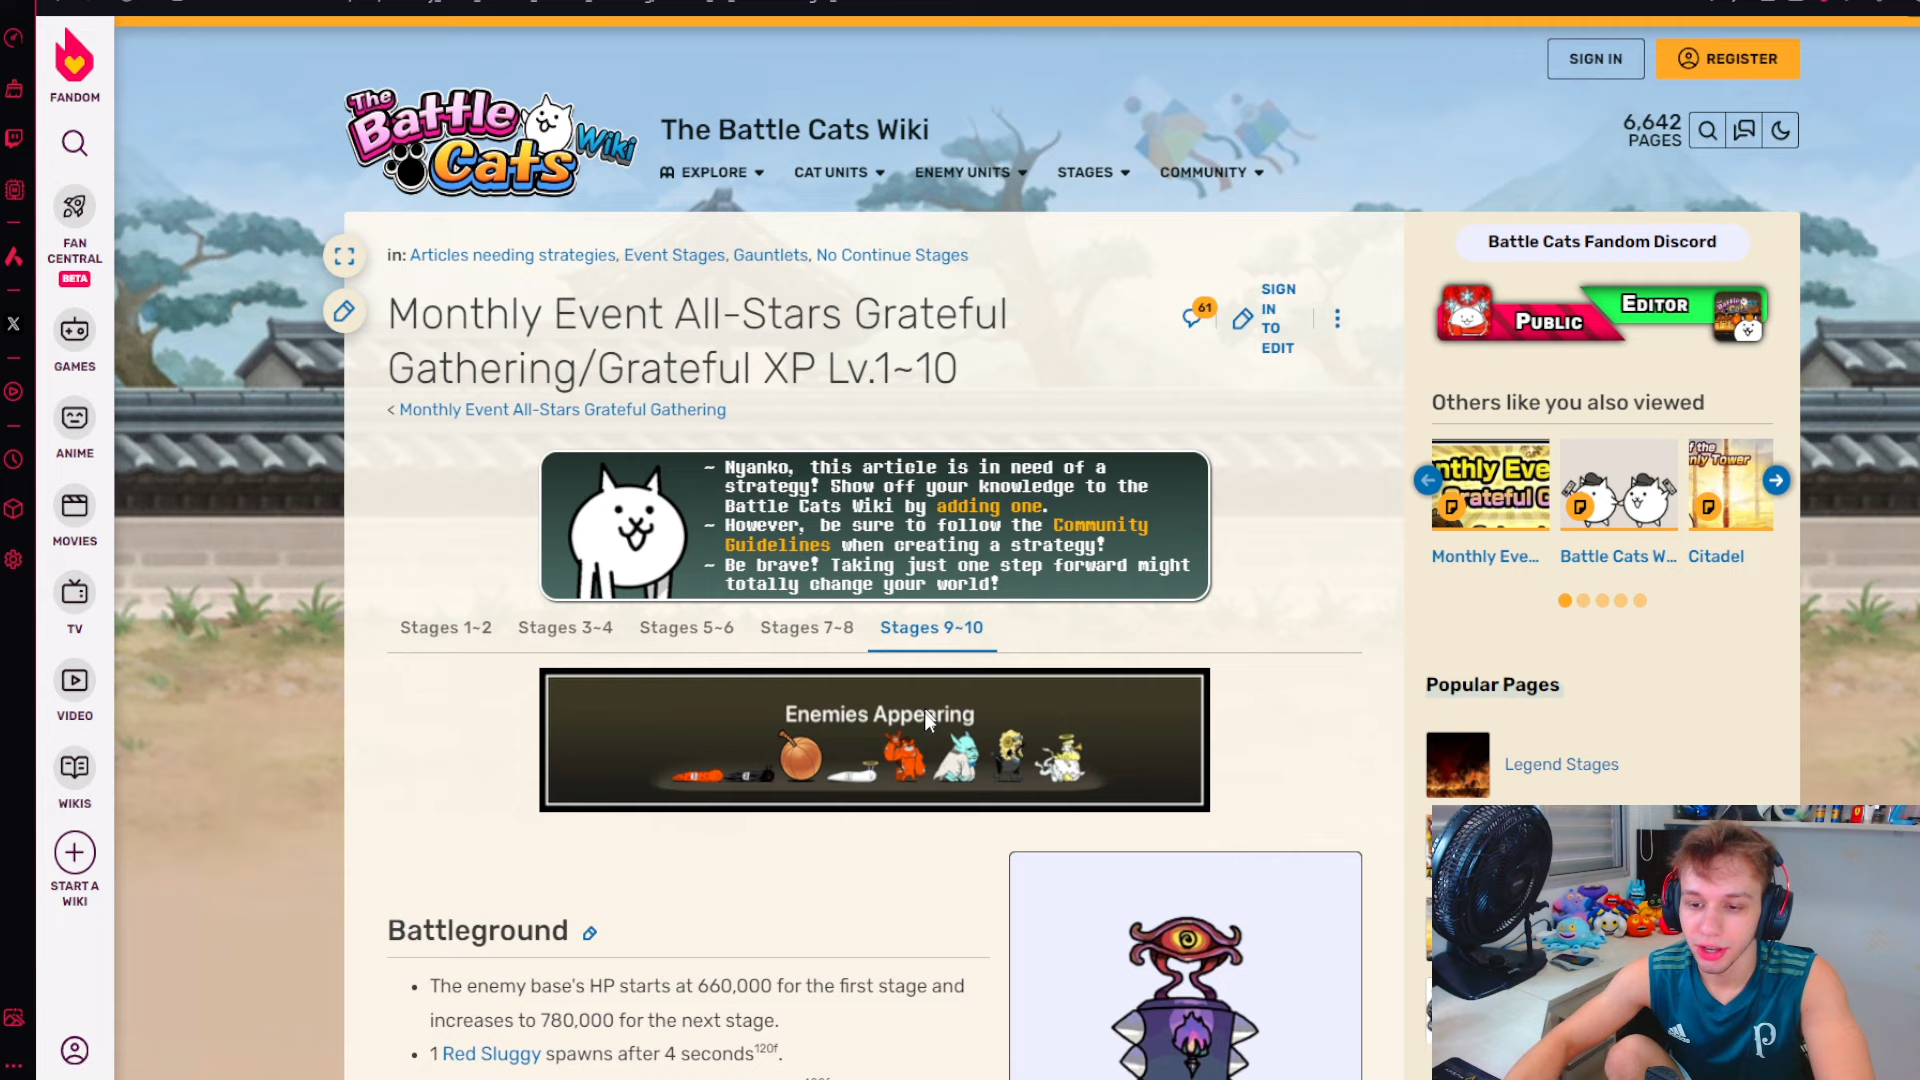 FANDOM
FAN
CENTRAL
BETA
GAMES
ANIME
MOVIES
TV
VIDEO
WIKIS
START A
WIKI
SIGN IN
REGISTER
The
Battle
Cats
Wiki
The Battle Cats Wiki
EXPLORE
CAT UNITS
ENEMY UNITS
STAGES
COMMUNITY
6,642
PAGES
in: Articles needing strategies, Event Stages, Gauntlets, No Continue Stages
Monthly Event All-Stars Grateful
Gathering/Grateful XP Lv.1~10
61
SIGN
IN
TO
EDIT
< Monthly Event All-Stars Grateful Gathering
~ Nyanko, this article is in need of a
strategy! Show off your knowledge to the
Battle Cats Wiki by adding one.
~ However, be sure to follow the Community
Guidelines when creating a strategy!
~ Be brave! Taking just one step forward might
totally change your world!
Stages 1~2
Stages 3~4
Stages 5~6
Stages 7~8
Stages 9~10
Enemies Appearing
Battleground
• The enemy base's HP starts at 660,000 for the first stage and
increases to 780,000 for the next stage.
• 1 Red Sluggy spawns after 4 seconds120f.
Battle Cats Fandom Discord
PUBLIC
EDITOR
Others like you also viewed
nthly Eve
rateful G
f the
nly Tower
Monthly Eve...
Battle Cats W...
Citadel
Popular Pages
Legend Stages